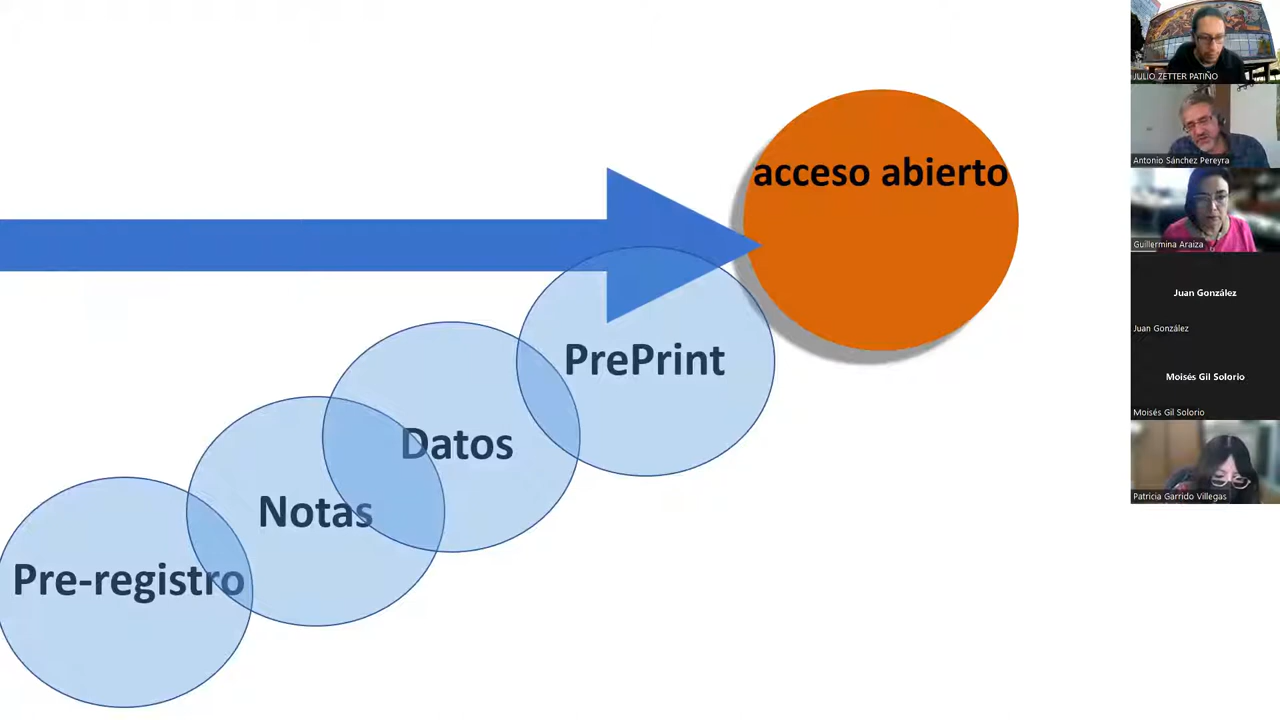 acceso abierto
PrePrint
Datos
Notas
Pre-registro
JULIO ZETTER PATIÑO
Antonio Sánchez Pereyra
Guillermina Araiza
Juan González
Juan González
Moisés Gil Solorio
Moisés Gil Solorio
Patricia Garrido Villegas